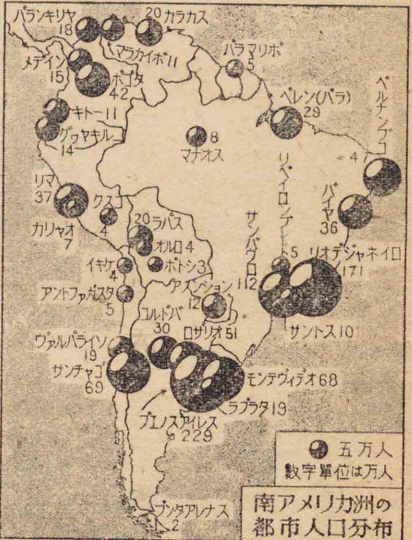 バランキリヤ
18
20 カラカス
マラカイボ 11
メデイン
15
ボゴタ
42
パラマリボ
5
キトー 11
グヮヤキル
14
ベレン(パラ)
29
8
マナオス
ペルナンブコ
4
リマ
37
カリャオ
7
クスコ
4
バイヤ
36
20 ラパス
オルロ 4
ポトシ 3
イキケ
4
アントファガスタ
5
サンパウロ
112
リベイロンプレト
5
リオデジャネイロ
171
サントス 10
アスンション
12
コルドバ
30
ロサリオ 51
ヴァルパライソ
19
サンチャゴ
69
モンテヴィデオ 68
ラプラタ 19
ブエノスアイレス
229
プンタアレナス
2
五万人
数字單位は万人
南アメリカ洲の
都市人口分布